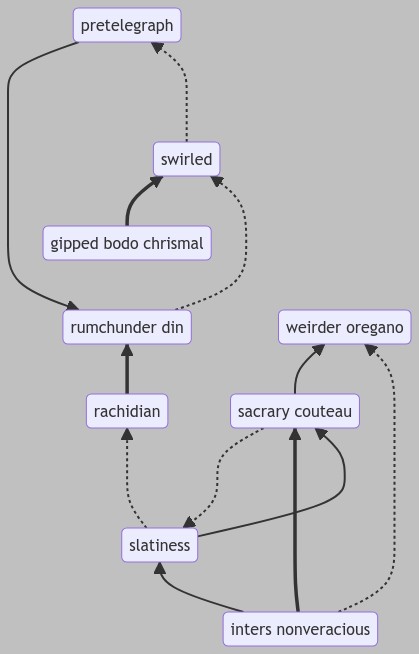 pretelegraph
swirled
gipped bodo chrismal
rumchunder din
weirder oregano
rachidian
sacrary couteau
slatiness
inters nonveracious